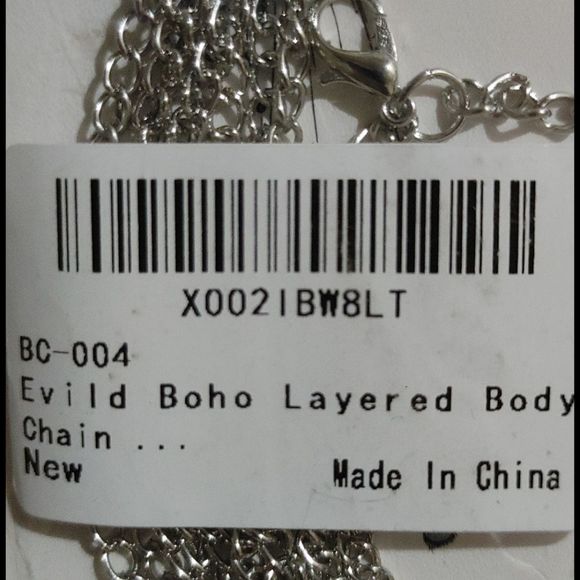 X002IBW8LT
BC-004
Evild Boho Layered Body
Chain ...
New
Made In China